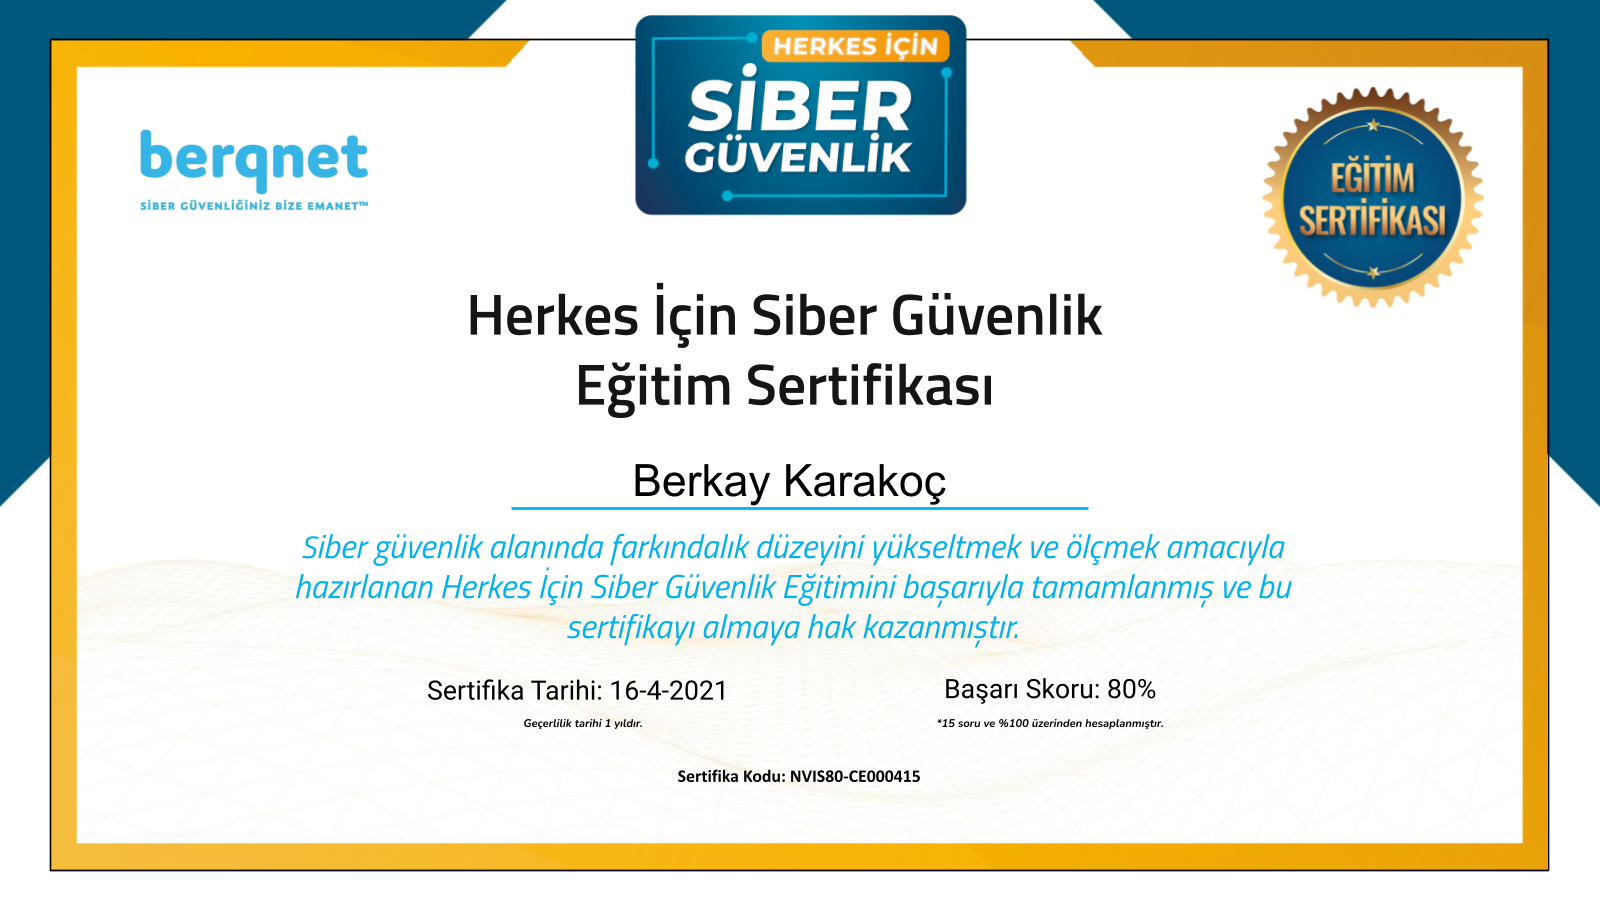 HERKES İÇİN
SİBER
GÜVENLİK
berqnet
SİBER GÜVENLİĞİNİZ BİZE EMANET™
EĞİTİM
SERTİFİKASI
Herkes İçin Siber Güvenlik
Eğitim Sertifikası
Berkay Karakoç
Siber güvenlik alanında farkındalık düzeyini yükseltmek ve ölçmek amacıyla
hazırlanan Herkes İçin Siber Güvenlik Eğitimini başarıyla tamamlanmış ve bu
sertifikayı almaya hak kazanmıştır.
Sertifika Tarihi: 16-4-2021
Geçerlilik tarihi 1 yıldır.
Başarı Skoru: 80%
*15 soru ve %100 üzerinden hesaplanmıştır.
Sertifika Kodu: NVIS80-CE000415